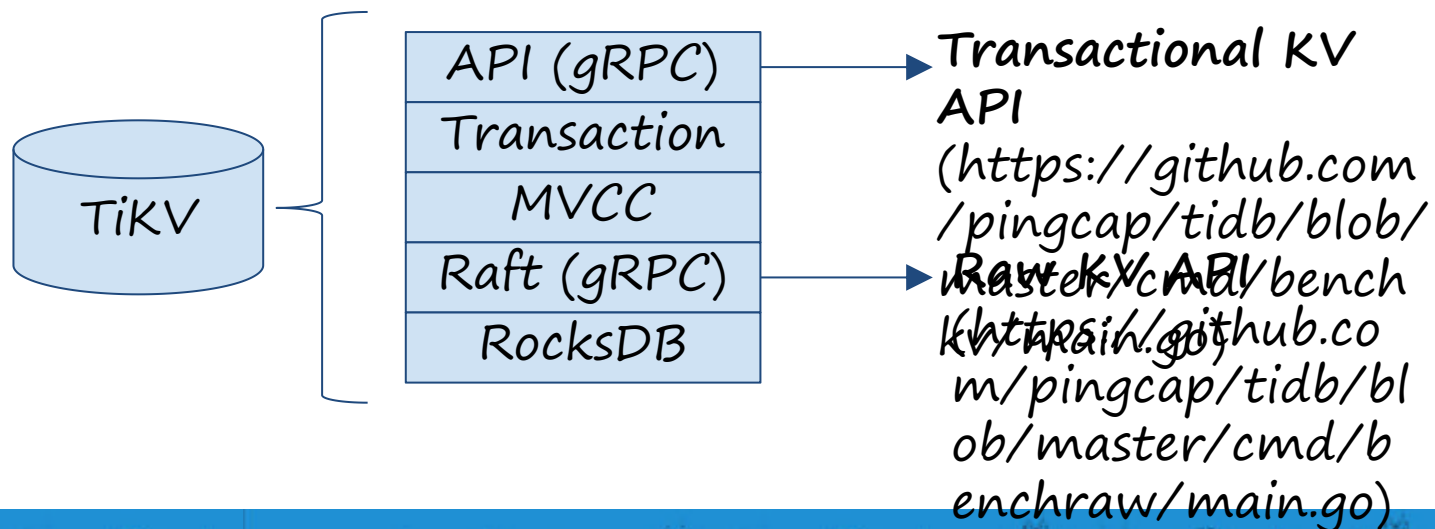 TiKV
API (gRPC)
Transaction
MVCC
Raft (gRPC)
RocksDB
Transactional KV
API
(https://github.com
/pingcap/tidb/blob/
master/cmd/bench
kv/main.go)
Raw KV API
(https://github.co
m/pingcap/tidb/bl
ob/master/cmd/b
enchraw/main.go)